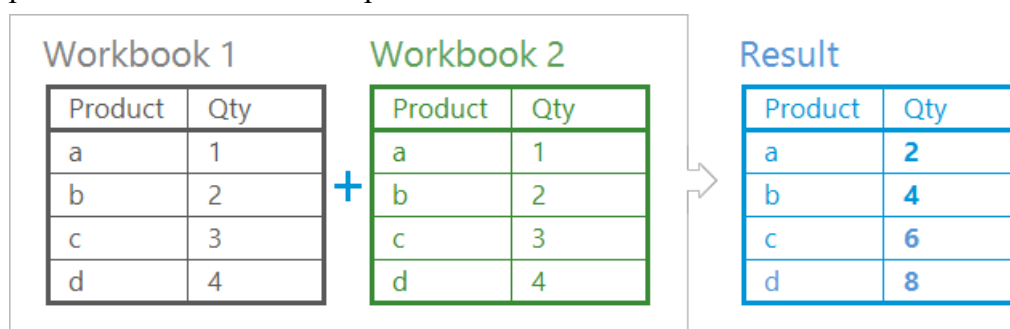 Workbook 1
Product Qty
a 1
b 2
c 3
d 4
+
Workbook 2
Product Qty
a 1
b 2
c 3
d 4
Result
Product Qty
a 2
b 4
c 6
d 8